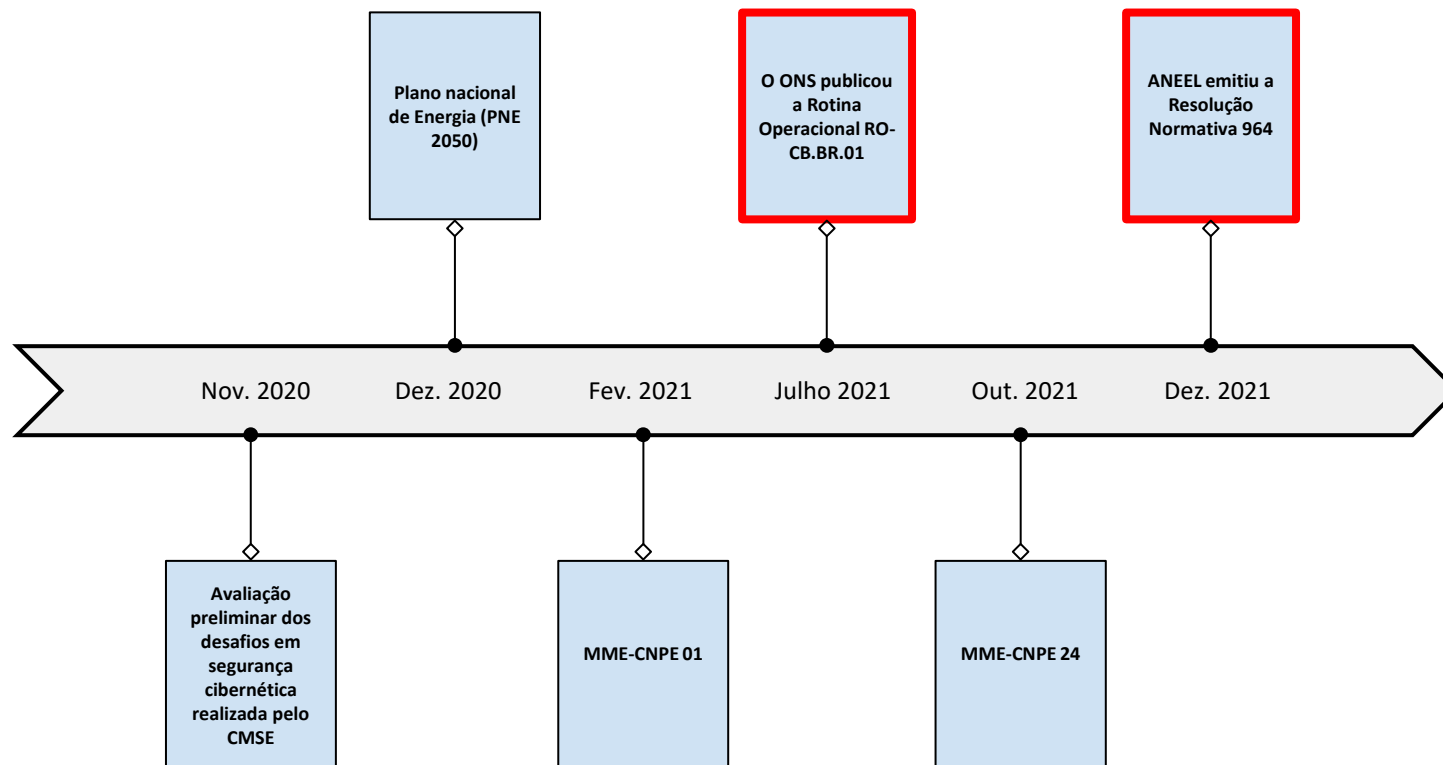 Plano nacional
de Energia (PNE
2050)
O ONS publicou
a Rotina
Operacional RO-
CB.BR.01
ANEEL emitiu a
Resolução
Normativa 964
Nov. 2020
Dez. 2020
Fev. 2021
Julho 2021
Out. 2021
Dez. 2021
Avaliação
preliminar dos
desafios em
segurança
cibernética
realizada pelo
CMSE
MME-CNPE 01
MME-CNPE 24